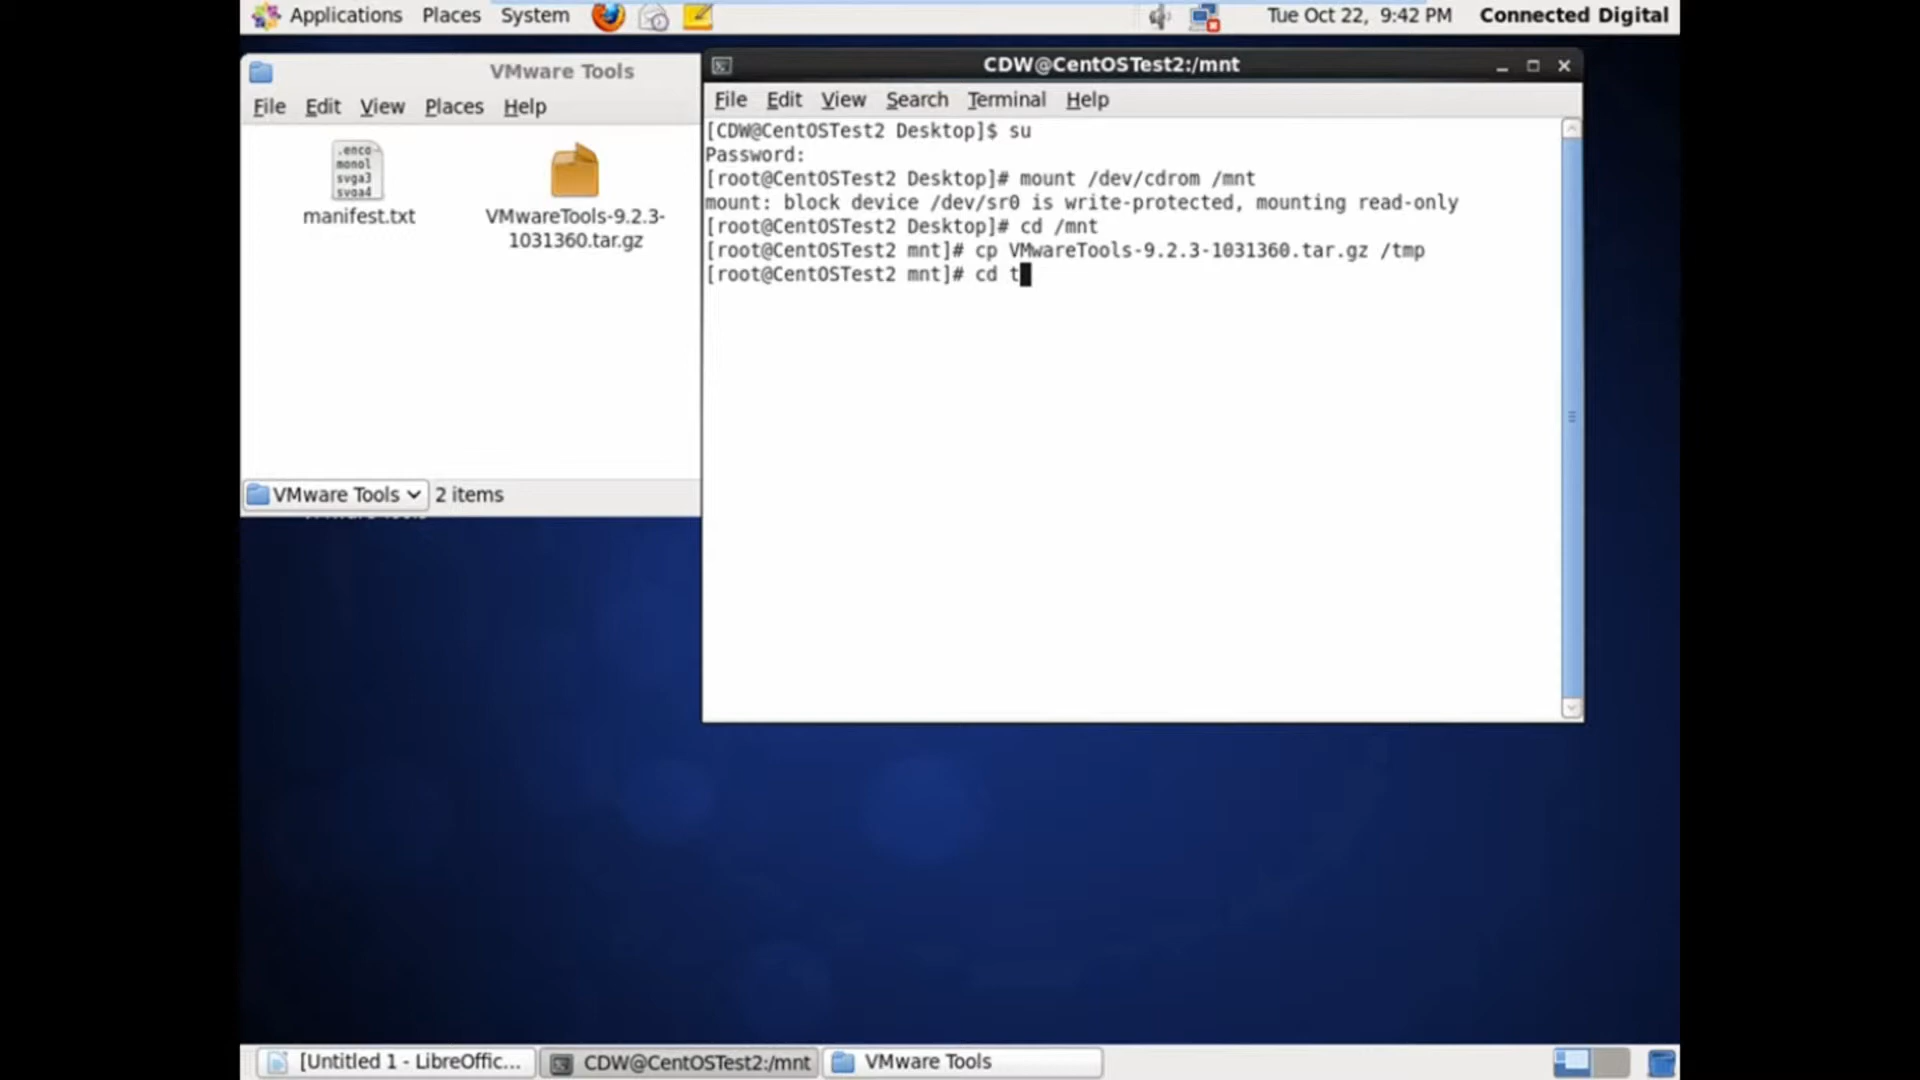 Applications Places System Tue Oct 22, 9:42 PM Connected Digital
VMware Tools
File Edit View Places Help
.enco
monol
svga3
svga4
manifest.txt
VMwareTools-9.2.3-
1031360.tar.gz
VMware Tools 2 items
CDW@CentOSTest2:/mnt
File Edit View Search Terminal Help
[CDW@CentOSTest2 Desktop]$ su
Password:
[root@CentOSTest2 Desktop]# mount /dev/cdrom /mnt
mount: block device /dev/sr0 is write-protected, mounting read-only
[root@CentOSTest2 Desktop]# cd /mnt
[root@CentOSTest2 mnt]# cp VMwareTools-9.2.3-1031360.tar.gz /tmp
[root@CentOSTest2 mnt]# cd t
[Untitled 1 - LibreOffic... CDW@CentOSTest2:/mnt VMware Tools